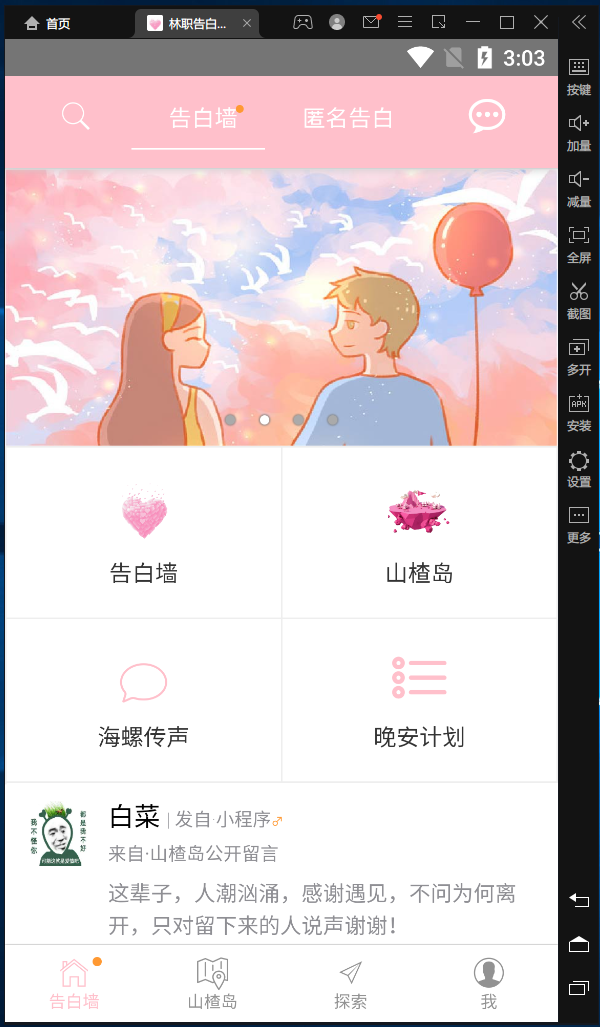 首页
林职告白...
3:03
告白墙
匿名告白
告白墙
山楂岛
海螺传声
晚安计划
白菜 | 发自·小程序♂
来自·山楂岛公开留言
这辈子，人潮汹涌，感谢遇见，不问为何离
开，只对留下来的人说声谢谢！
我不怪你
都是我不好
告白墙
山楂岛
探索
我
按键
加量
减量
全屏
截图
多开
APK
安装
设置
更多